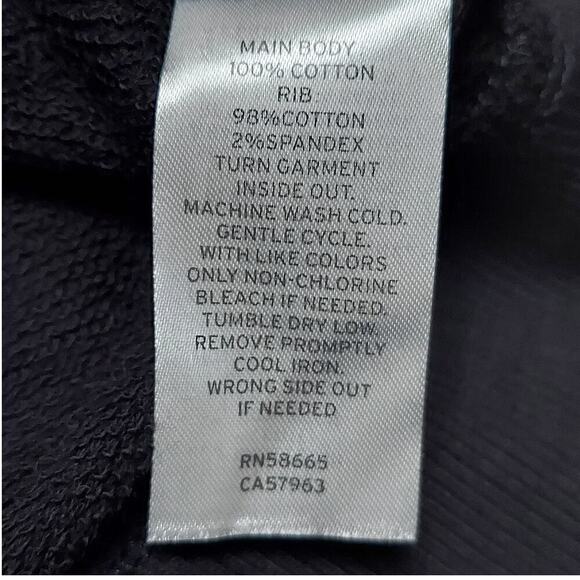 MAIN BODY
100% COTTON
RIB:
98%COTTON
2%SPANDEX
TURN GARMENT
INSIDE OUT.
MACHINE WASH COLD.
GENTLE CYCLE.
WITH LIKE COLORS
ONLY NON-CHLORINE
BLEACH IF NEEDED.
TUMBLE DRY LOW.
REMOVE PROMPTLY
COOL IRON.
WRONG SIDE OUT
IF NEEDED
RN58665
CA57963